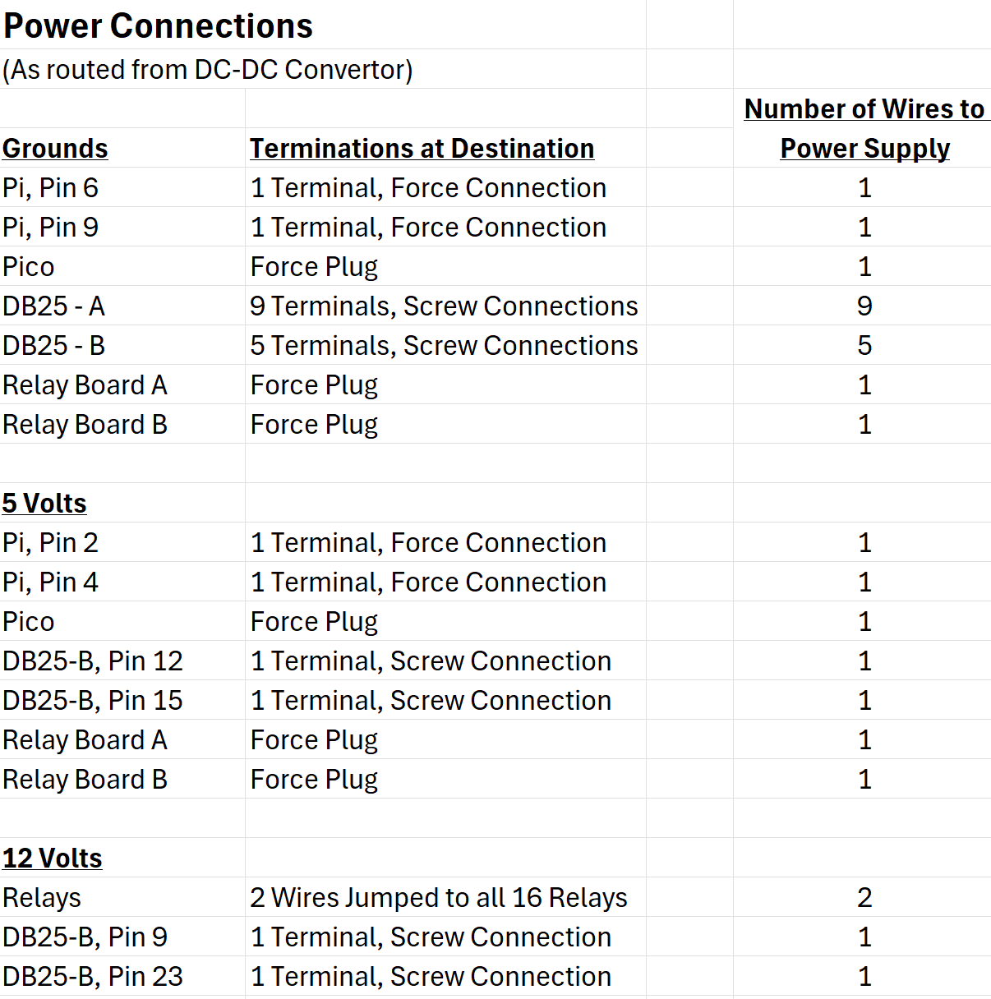 Power Connections
(As routed from DC-DC Convertor)
Number of Wires to
Grounds Terminations at Destination Power Supply
Pi, Pin 6 1 Terminal, Force Connection 1
Pi, Pin 9 1 Terminal, Force Connection 1
Pico Force Plug 1
DB25 - A 9 Terminals, Screw Connections 9
DB25 - B 5 Terminals, Screw Connections 5
Relay Board A Force Plug 1
Relay Board B Force Plug 1
5 Volts
Pi, Pin 2 1 Terminal, Force Connection 1
Pi, Pin 4 1 Terminal, Force Connection 1
Pico Force Plug 1
DB25-B, Pin 12 1 Terminal, Screw Connection 1
DB25-B, Pin 15 1 Terminal, Screw Connection 1
Relay Board A Force Plug 1
Relay Board B Force Plug 1
12 Volts
Relays 2 Wires Jumped to all 16 Relays 2
DB25-B, Pin 9 1 Terminal, Screw Connection 1
DB25-B, Pin 23 1 Terminal, Screw Connection 1